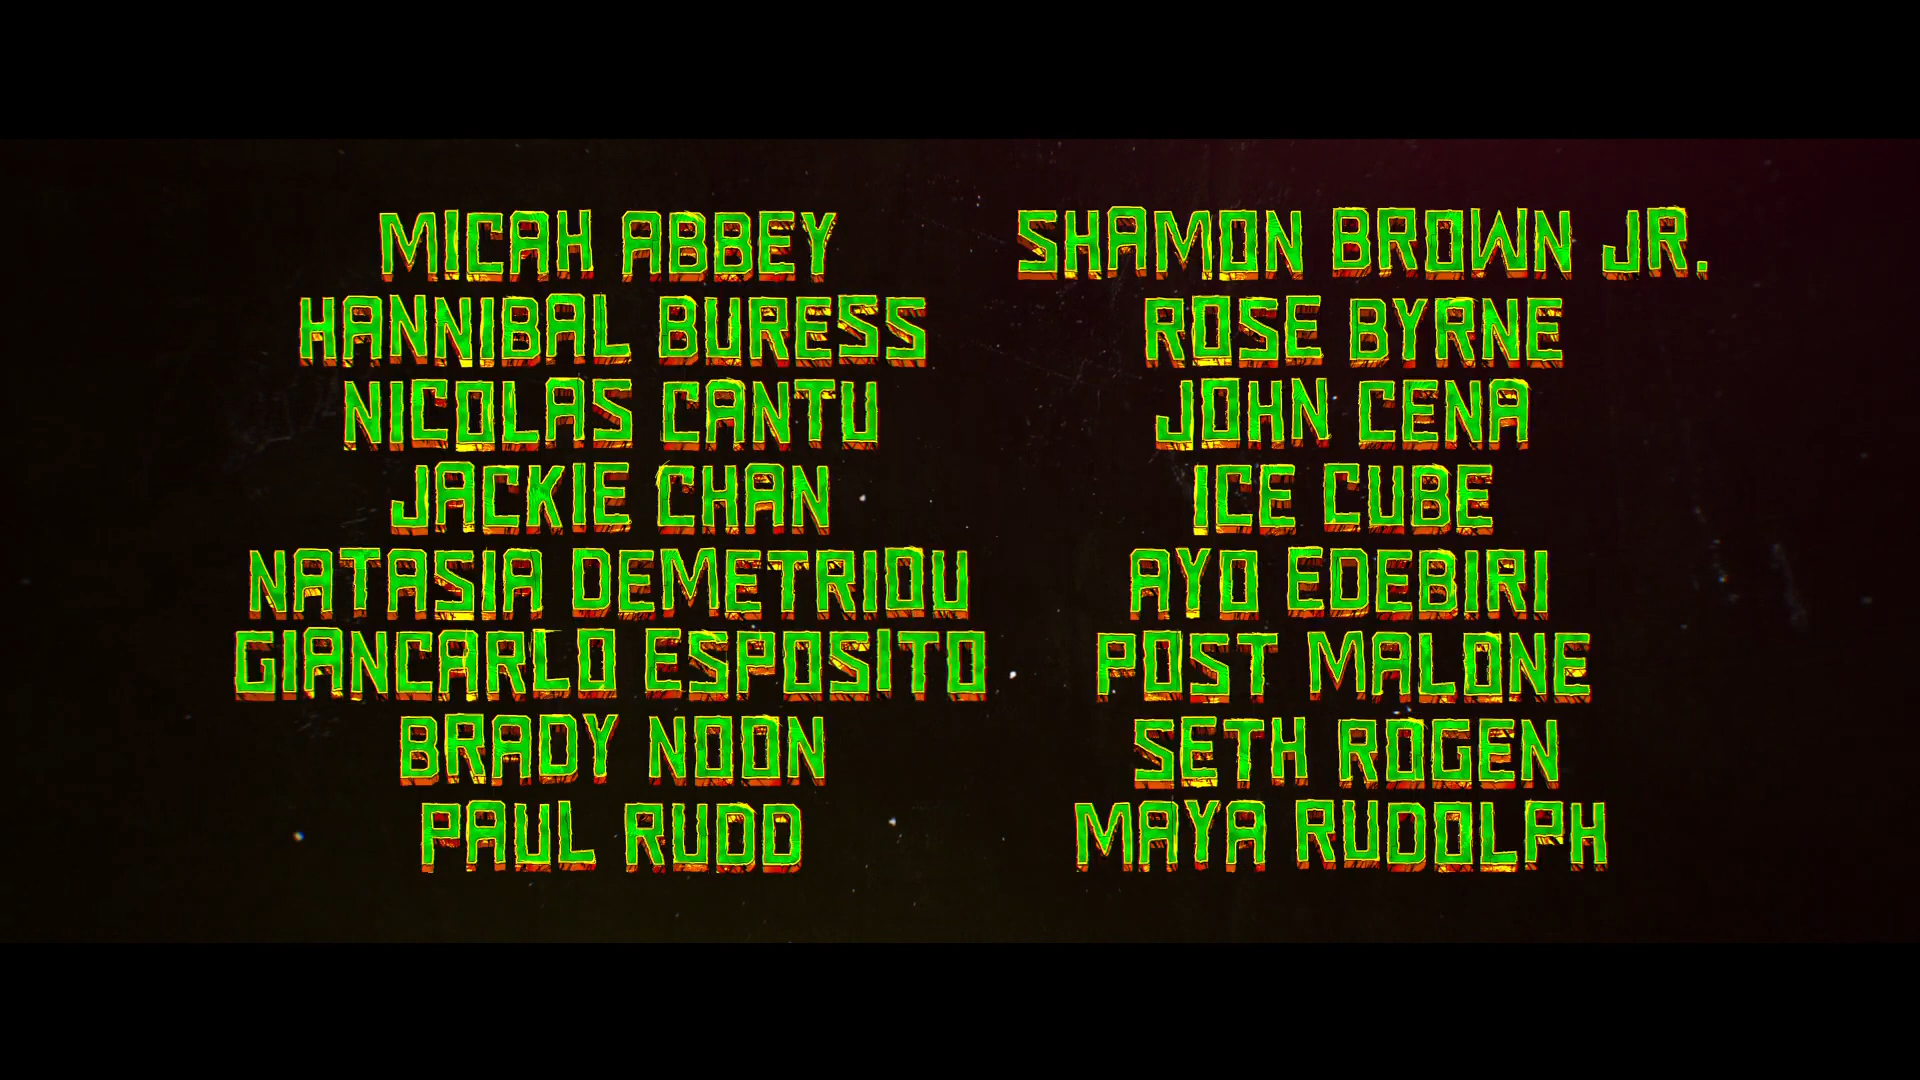 MICAH ABBEY
SHAMON BROWN JR.
HANNIBAL BURESS
ROSE BYRNE
NICOLAS CANTU
JOHN CENA
JACKIE CHAN
ICE CUBE
NATASIA DEMETRIOU
AYO EDEBIRI
GIANCARLO ESPOSITO
POST MALONE
BRADY NOON
SETH ROGEN
PAUL RUDD
MAYA RUDOLPH